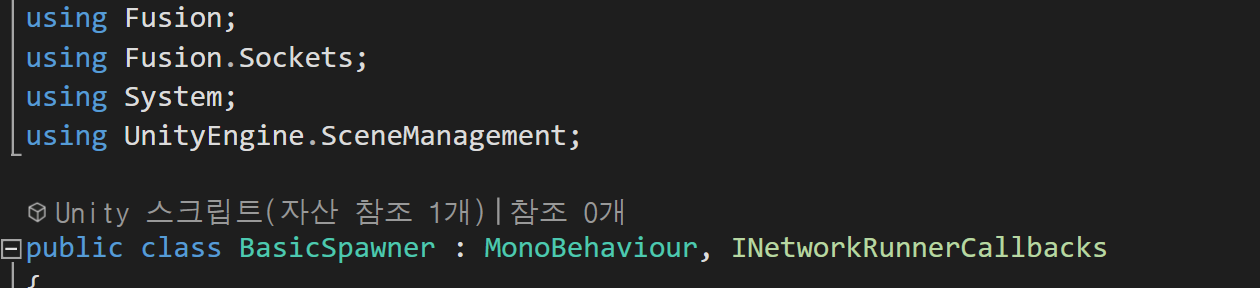 using Fusion;
using Fusion.Sockets;
using System;
using UnityEngine.SceneManagement;
Unity 스크립트(자산 참조 1개)|참조 0개
public class BasicSpawner : MonoBehaviour, INetworkRunnerCallbacks
{